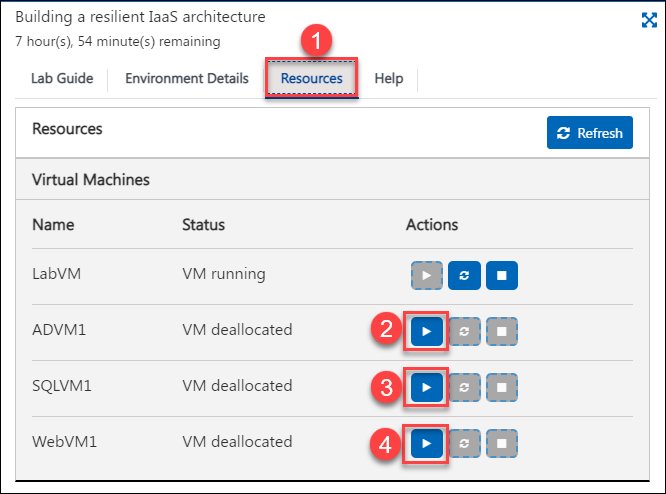 Building a resilient IaaS architecture
7 hour(s), 54 minute(s) remaining
1
Lab Guide Environment Details Resources Help
Resources Refresh
Virtual Machines
Name Status Actions
LabVM VM running
ADVM1 VM deallocated 2
SQLVM1 VM deallocated 3
WebVM1 VM deallocated 4